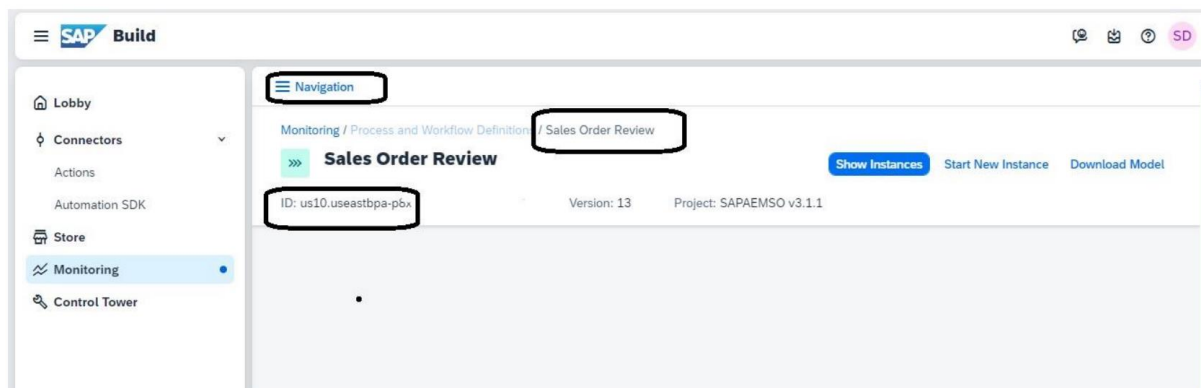 SAP Build
SD
Lobby
Connectors
Actions
Automation SDK
Store
Monitoring
Control Tower
Navigation
Monitoring / Process and Workflow Definitions / Sales Order Review
Sales Order Review
Show Instances Start New Instance Download Model
ID: us10.useastbpa-p6x Version: 13 Project: SAPAEMSO v3.1.1